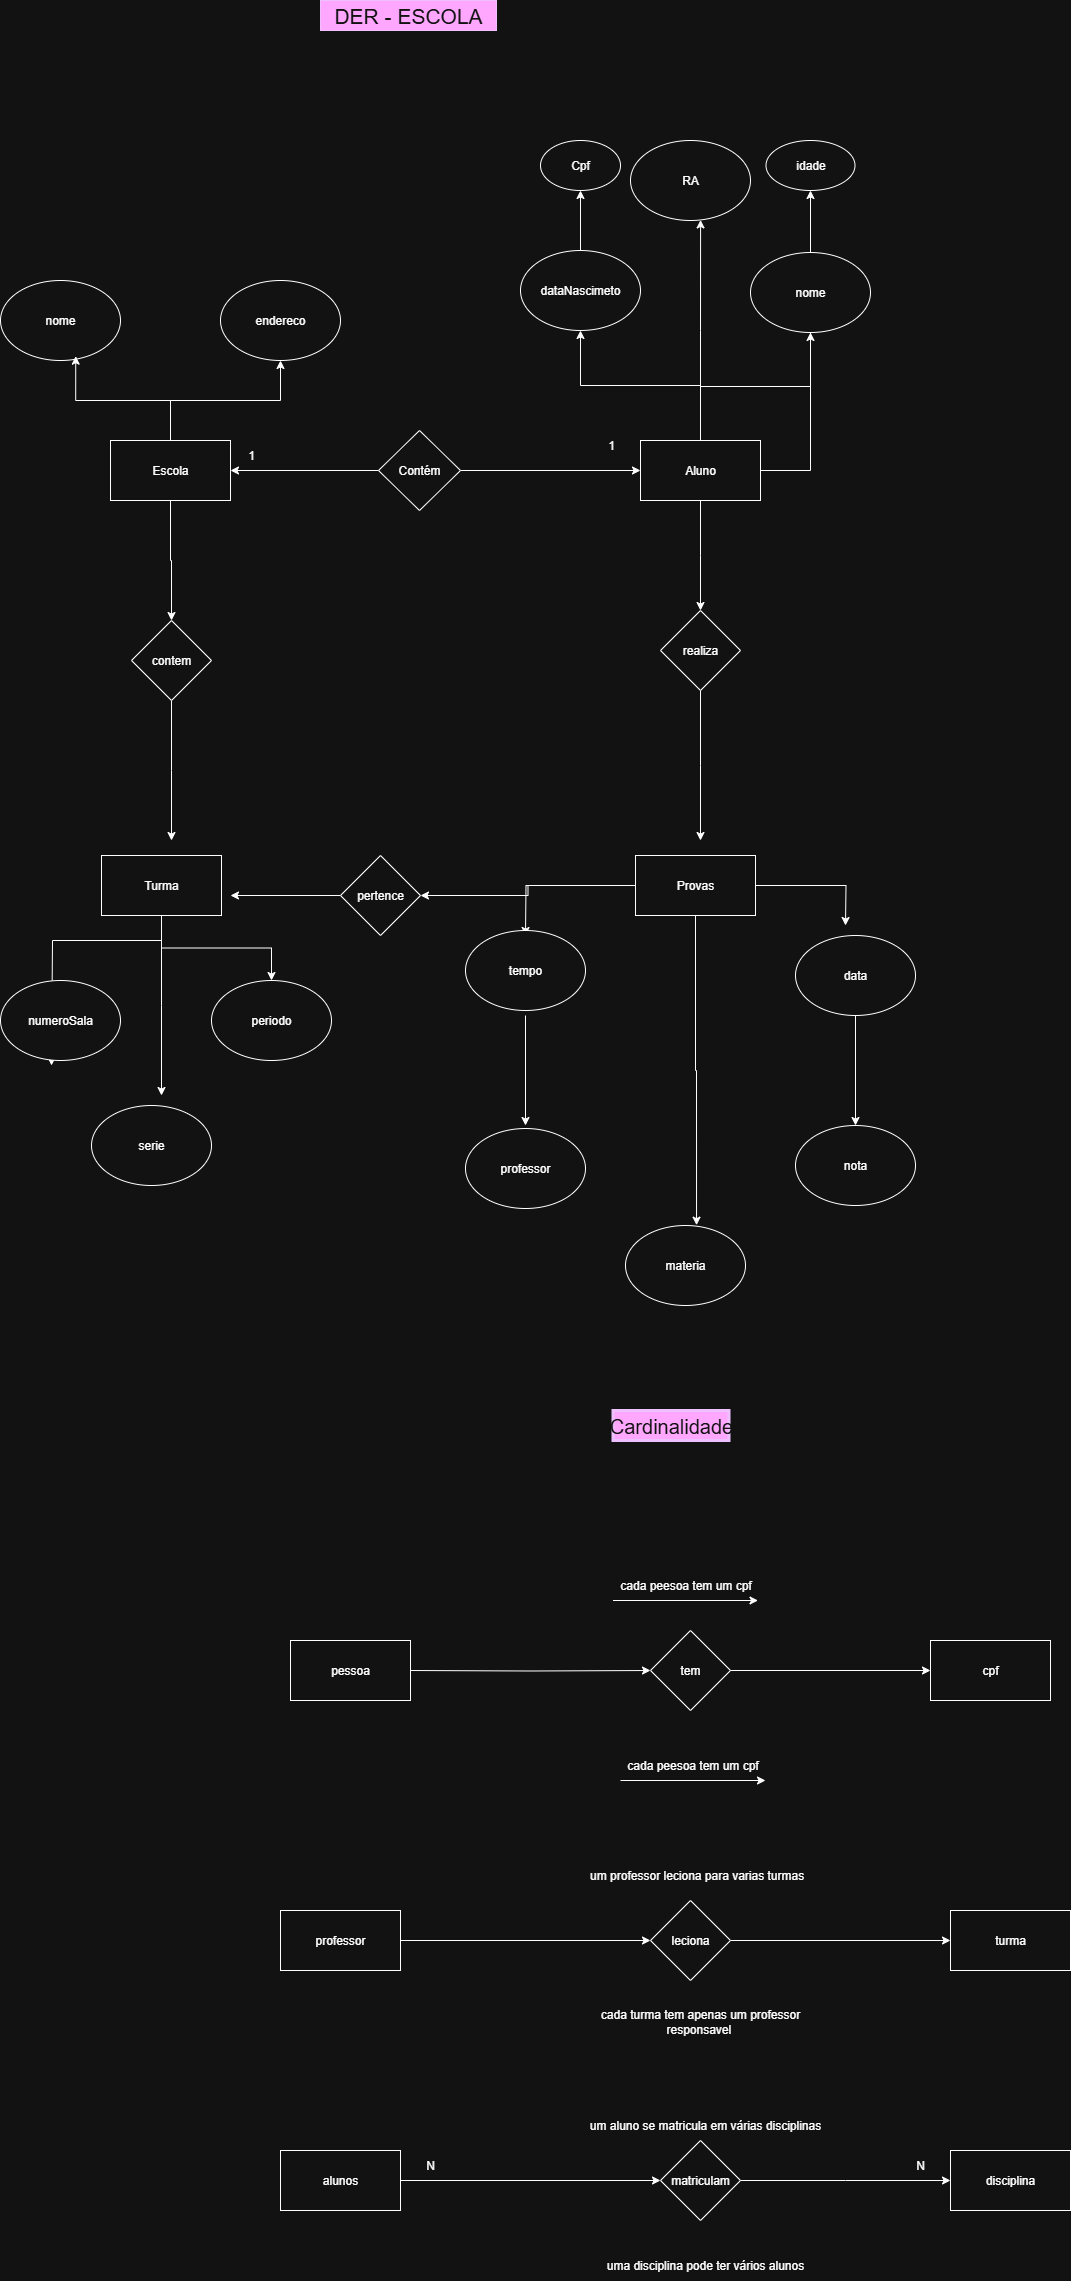 DER - ESCOLA
Cpf
RA
idade
dataNascimeto
nome
nome
endereco
1
1
Escola
Contém
Aluno
contem
realiza
Turma
pertence
Provas
tempo
data
numeroSala
periodo
serie
professor
nota
materia
Cardinalidade
cada peesoa tem um cpf
pessoa
tem
cpf
cada peesoa tem um cpf
um professor leciona para varias turmas
professor
leciona
turma
cada turma tem apenas um professor
responsavel
um aluno se matricula em várias disciplinas
N
N
alunos
matriculam
disciplina
uma disciplina pode ter vários alunos